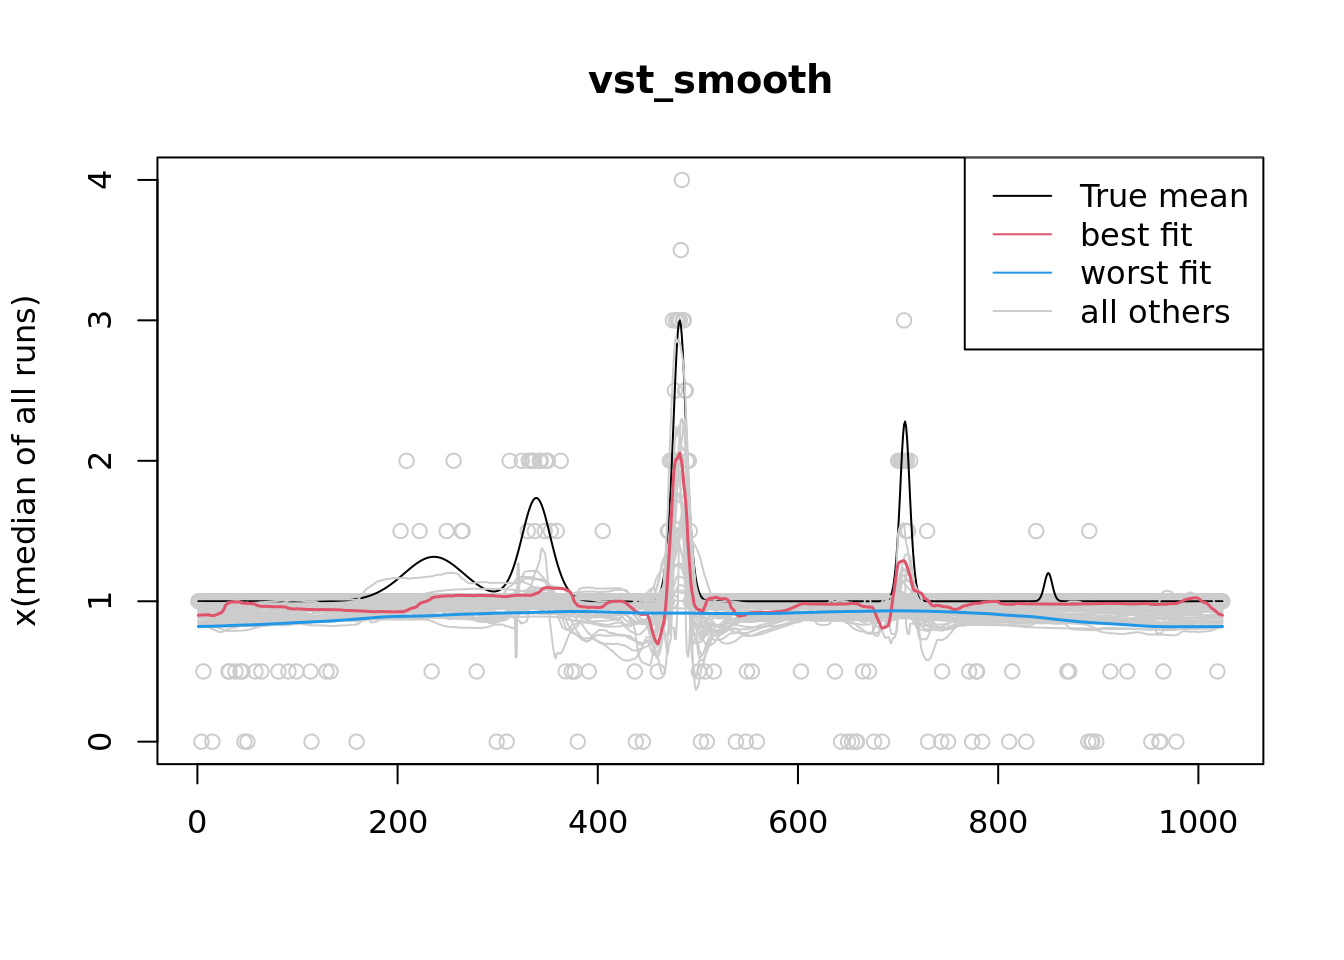 vst_smooth
x(median of all runs)
4
3
2
1
0
True mean
best fit
worst fit
all others
0 200 400 600 800 1000